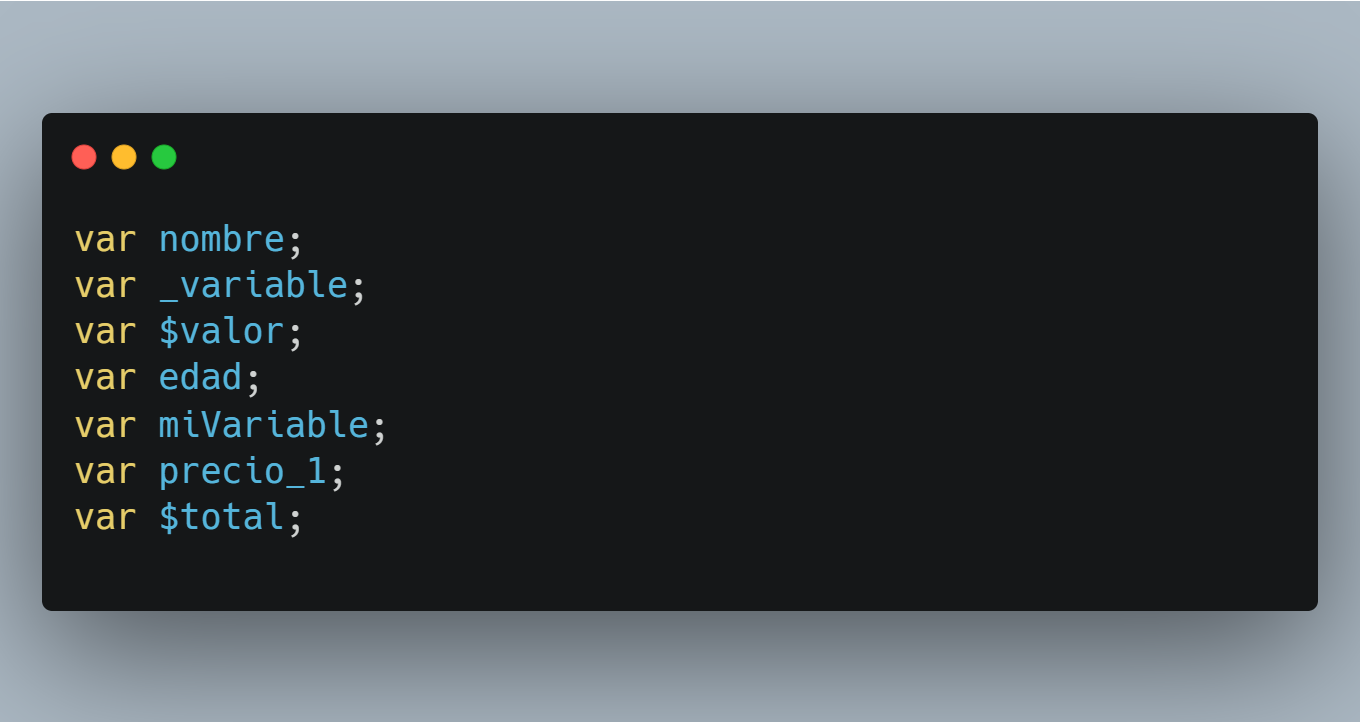 var nombre;
var _variable;
var $valor;
var edad;
var miVariable;
var precio_1;
var $total;